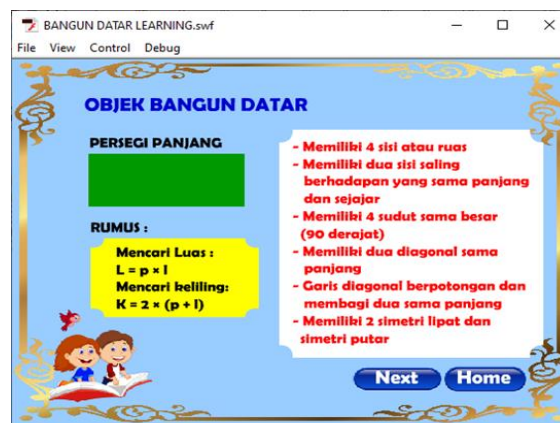 BANGUN DATAR LEARNING.swf
File View Control Debug
OBJEK BANGUN DATAR
PERSEGI PANJANG
RUMUS :
Mencari Luas :
L = p × l
Mencari keliling:
K = 2 × (p + l)
- Memiliki 4 sisi atau ruas
- Memiliki dua sisi saling
berhadapan yang sama panjang
dan sejajar
- Memiliki 4 sudut sama besar
(90 derajat)
- Memiliki dua diagonal sama
panjang
- Garis diagonal berpotongan dan
membagi dua sama panjang
- Memiliki 2 simetri lipat dan
simetri putar
Next Home